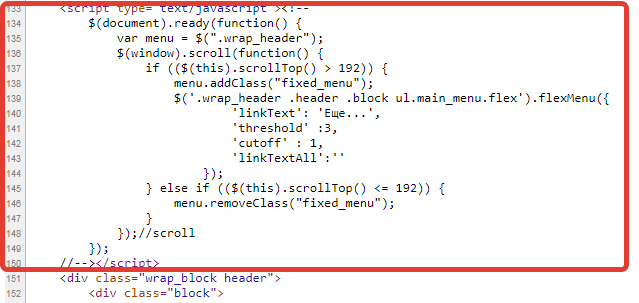 133 <script type="text/javascript"><!--
134 $(document).ready(function() {
135 var menu = $(".wrap_header");
136 $(window).scroll(function() {
137 if (($(this).scrollTop() > 192)) {
138 menu.addClass("fixed_menu");
139 $('.wrap_header .header .block ul.main_menu.flex').flexMenu({
140 'linkText': 'Еще...',
141 'threshold' :3,
142 'cutoff' : 1,
143 'linkTextAll':''
144 });
145 } else if (($(this).scrollTop() <= 192)) {
146 menu.removeClass("fixed_menu");
147 }
148 });//scroll
149 });
150 //--></script>
151 <div class="wrap_block header">
152 <div class="block">